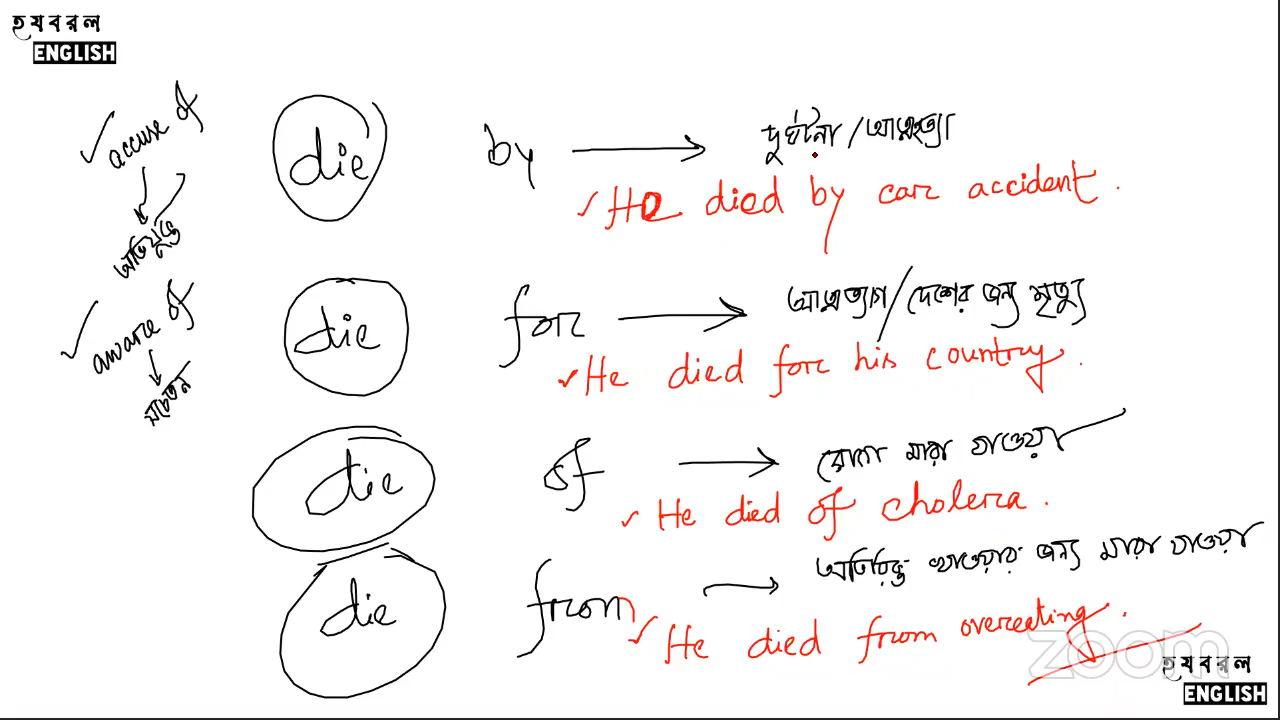 হ য ব র ল
ENGLISH
accuse of
অভিযুক্ত
aware of
সচেতন
die by → দুর্ঘটনা / আত্মহত্যা
He died by car accident.
die for → আত্মত্যাগ / দেশের জন্য মৃত্যু
He died for his country.
die of → রোগে মারা যাওয়া
He died of cholera.
die from → অতিরিক্ত খাওয়ার জন্য মারা যাওয়া
He died from overeating.
zoom
হ য ব র ল
ENGLISH